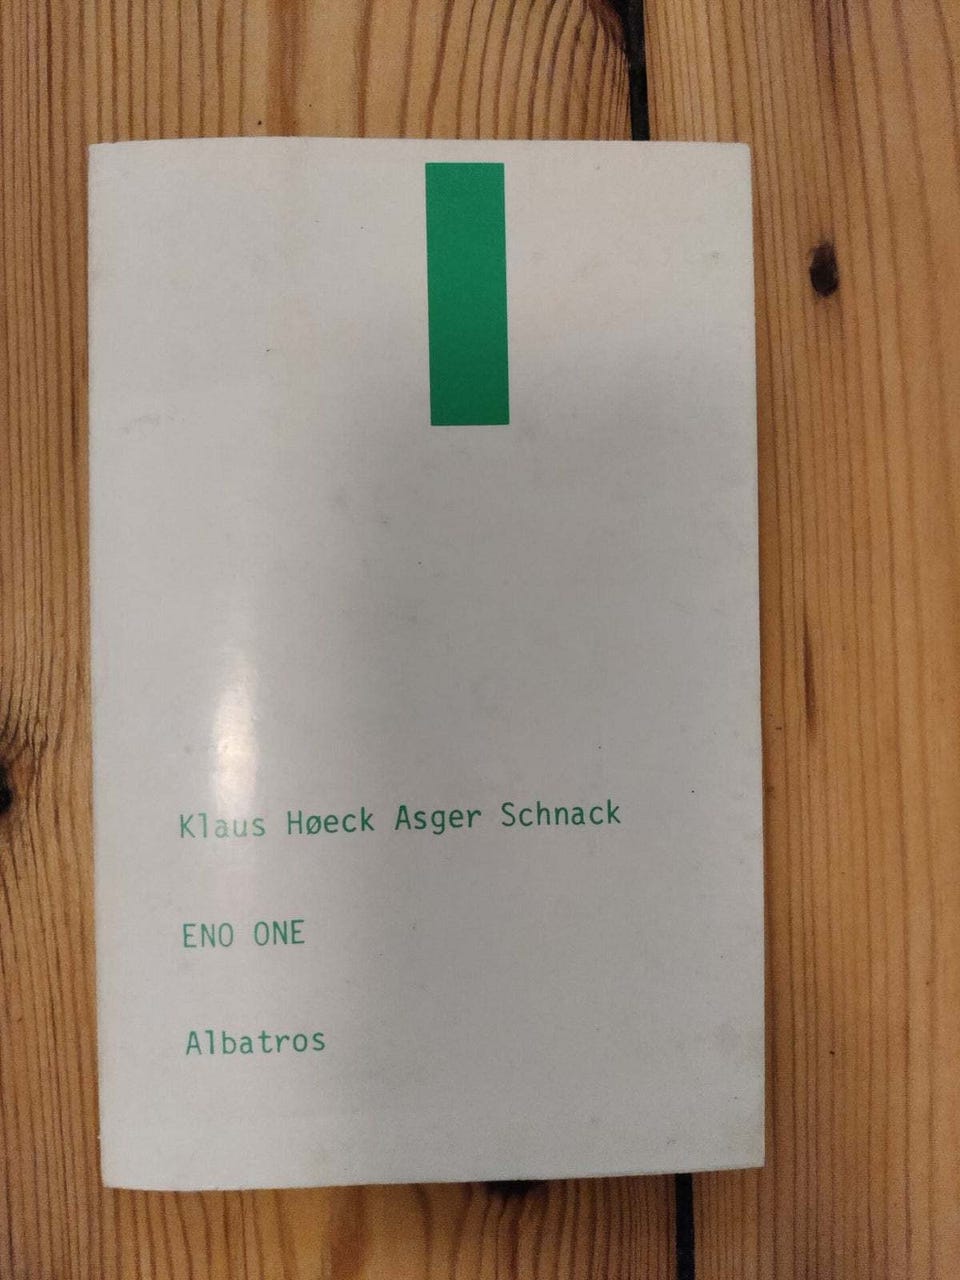 Klaus Høeck Asger Schnack
ENO ONE
Albatros